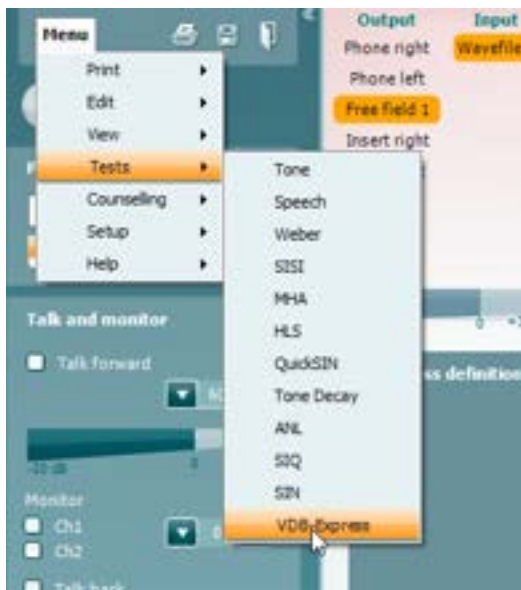 Menu
Print
Edit
View
Tests
Counselling
Setup
Help
Tone
Speech
Weber
SISI
MHA
HLS
QuickSIN
Tone Decay
ANL
SIQ
SIN
VDB Express
Output
Input
Phone right
Wavefile
Phone left
Free field 1
Insert right
Talk and monitor
Talk forward
0
definition
-20 dB
0
Monitor
Ch1
Ch2
Talk back